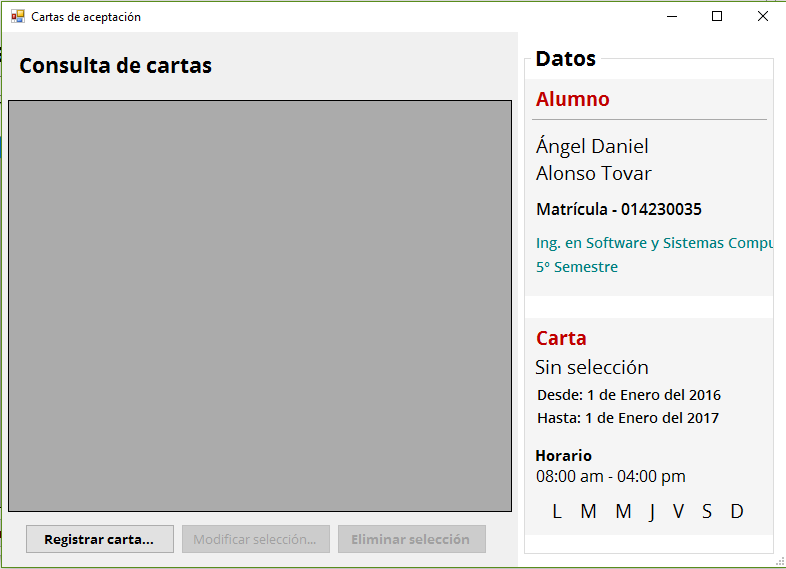 Cartas de aceptación
Consulta de cartas
Registrar carta...
Modificar selección...
Eliminar selección
Datos
Alumno
Ángel Daniel
Alonso Tovar
Matrícula - 014230035
Ing. en Software y Sistemas Compu
5° Semestre
Carta
Sin selección
Desde: 1 de Enero del 2016
Hasta: 1 de Enero del 2017
Horario
08:00 am - 04:00 pm
L M M J V S D